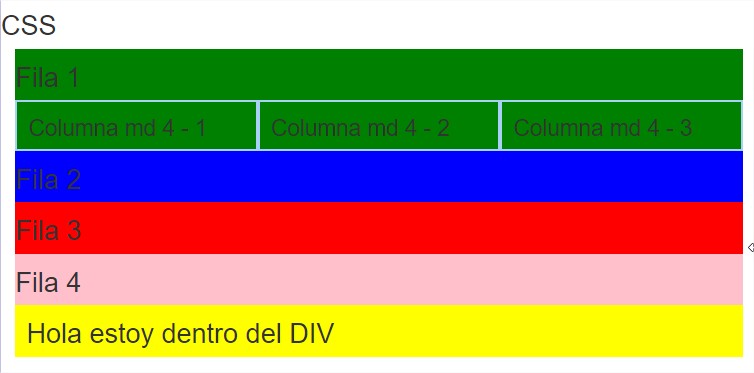 CSS
Fila 1
Columna md 4 - 1 Columna md 4 - 2 Columna md 4 - 3
Fila 2
Fila 3
Fila 4
Hola estoy dentro del DIV